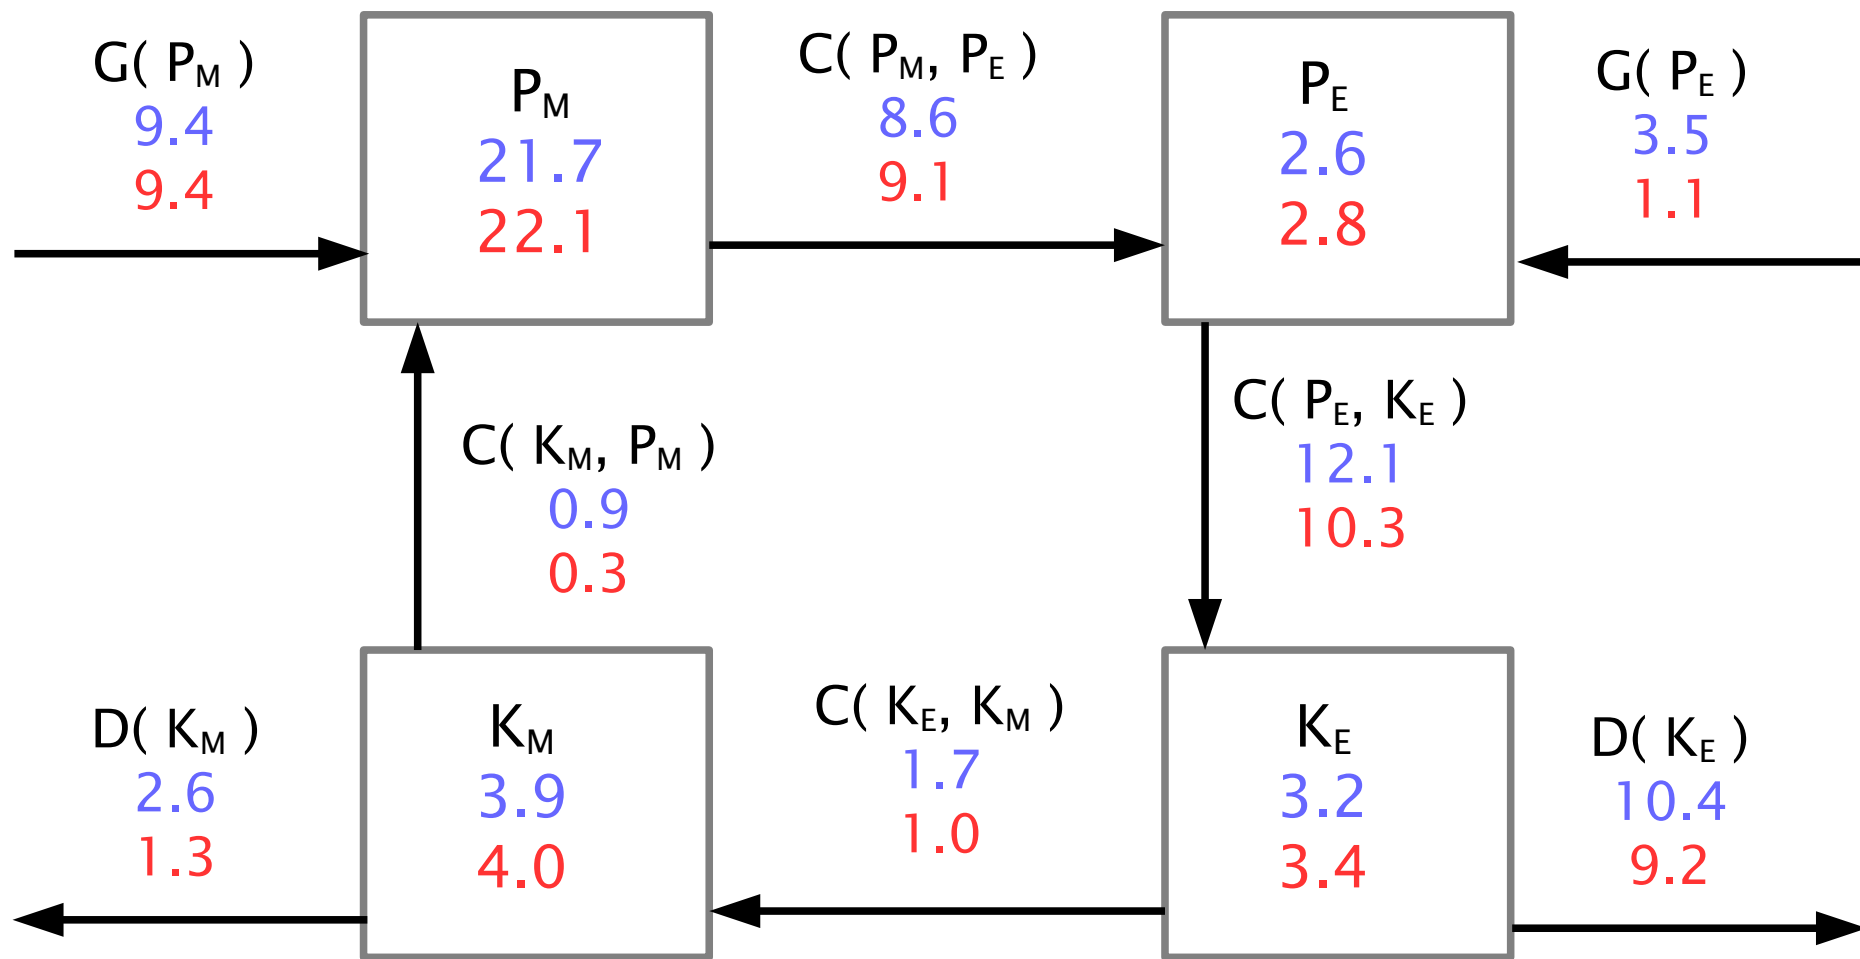 G( P_M )
9.4
9.4
P_M
21.7
22.1
C( P_M, P_E )
8.6
9.1
P_E
2.6
2.8
G( P_E )
3.5
1.1
C( K_M, P_M )
0.9
0.3
C( P_E, K_E )
12.1
10.3
D( K_M )
2.6
1.3
K_M
3.9
4.0
C( K_E, K_M )
1.7
1.0
K_E
3.2
3.4
D( K_E )
10.4
9.2